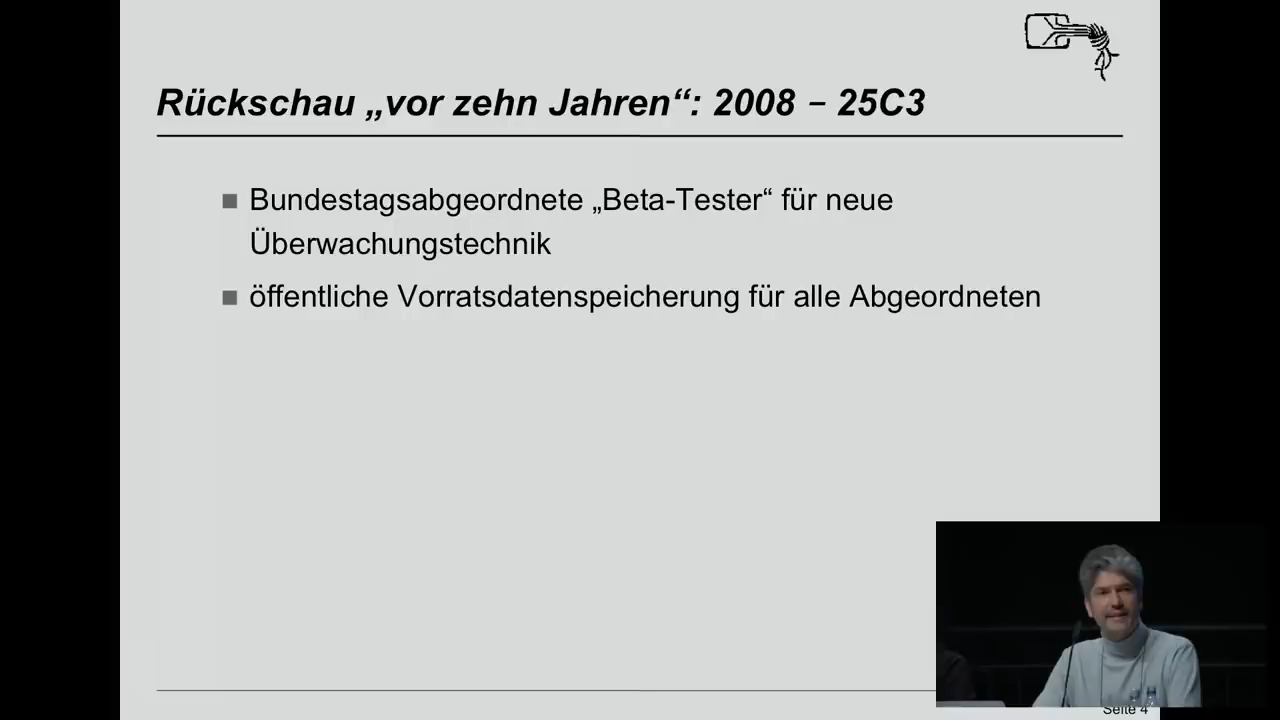 Rückschau „vor zehn Jahren“: 2008 – 25C3
Bundestagsabgeordnete „Beta-Tester“ für neue
Überwachungstechnik
öffentliche Vorratsdatenspeicherung für alle Abgeordneten
Seite 4